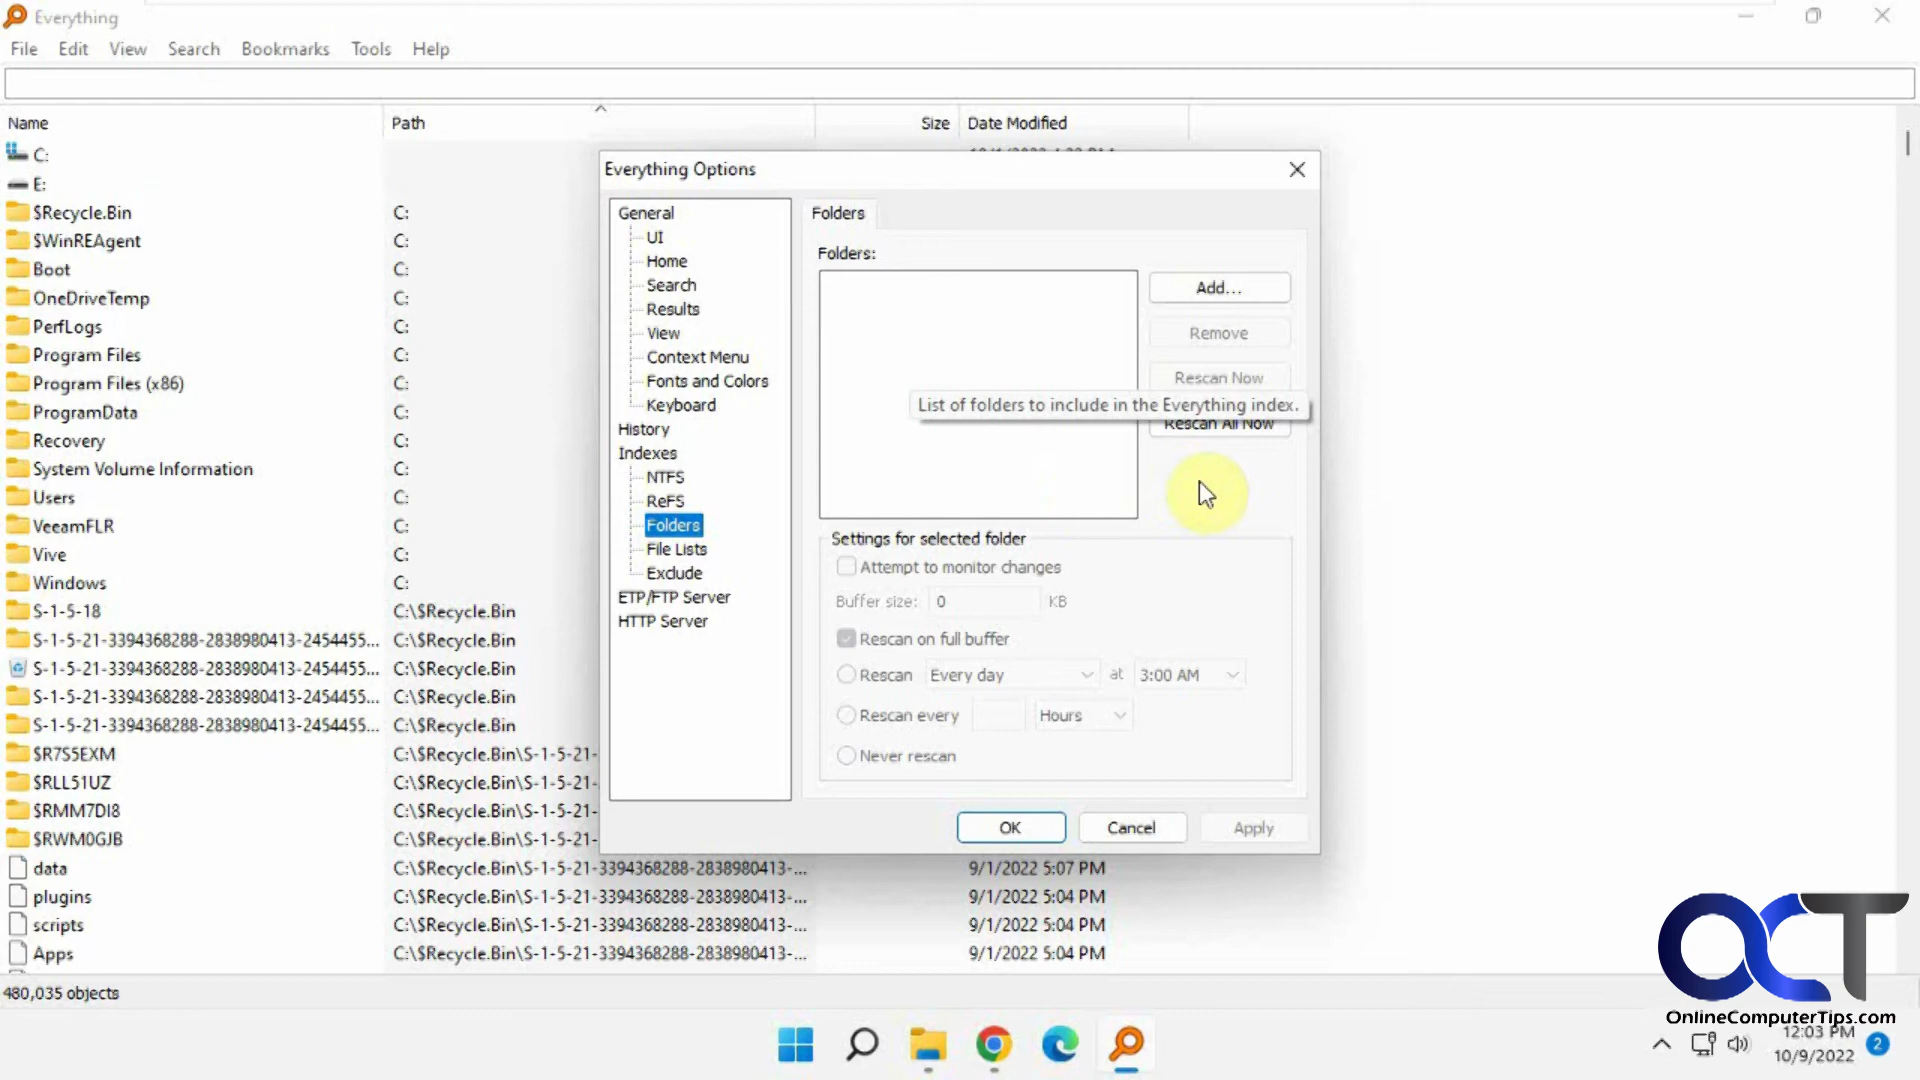 Everything
File Edit View Search Bookmarks Tools Help
Name Path Size Date Modified
C:
E:
$Recycle.Bin C:
$WinREAgent C:
Boot C:
OneDriveTemp C:
PerfLogs C:
Program Files C:
Program Files (x86) C:
ProgramData C:
Recovery C:
System Volume Information C:
Users C:
VeeamFLR C:
Vive C:
Windows C:
S-1-5-18 C:\$Recycle.Bin
S-1-5-21-3394368288-2838980413-2454455... C:\$Recycle.Bin
S-1-5-21-3394368288-2838980413-2454455... C:\$Recycle.Bin
S-1-5-21-3394368288-2838980413-2454455... C:\$Recycle.Bin
S-1-5-21-3394368288-2838980413-2454455... C:\$Recycle.Bin
$R7S5EXM C:\$Recycle.Bin\S-1-5-21-
$RLL51UZ C:\$Recycle.Bin\S-1-5-21-
$RMM7DI8 C:\$Recycle.Bin\S-1-5-21-
$RWM0GJB C:\$Recycle.Bin\S-1-5-21-
data C:\$Recycle.Bin\S-1-5-21-3394368288-2838980413-... 9/1/2022 5:07 PM
plugins C:\$Recycle.Bin\S-1-5-21-3394368288-2838980413-... 9/1/2022 5:04 PM
scripts C:\$Recycle.Bin\S-1-5-21-3394368288-2838980413-... 9/1/2022 5:04 PM
Apps C:\$Recycle.Bin\S-1-5-21-3394368288-2838980413-... 9/1/2022 5:04 PM
480,035 objects
Everything Options
General
UI
Home
Search
Results
View
Context Menu
Fonts and Colors
Keyboard
History
Indexes
NTFS
ReFS
Folders
File Lists
Exclude
ETP/FTP Server
HTTP Server
Folders
Folders:
Add...
Remove
Rescan Now
List of folders to include in the Everything index.
Rescan All Now
Settings for selected folder
Attempt to monitor changes
Buffer size: 0 KB
Rescan on full buffer
Rescan Every day at 3:00 AM
Rescan every Hours
Never rescan
OK Cancel Apply
OCT
OnlineComputerTips.com
12:03 PM
10/9/2022
2